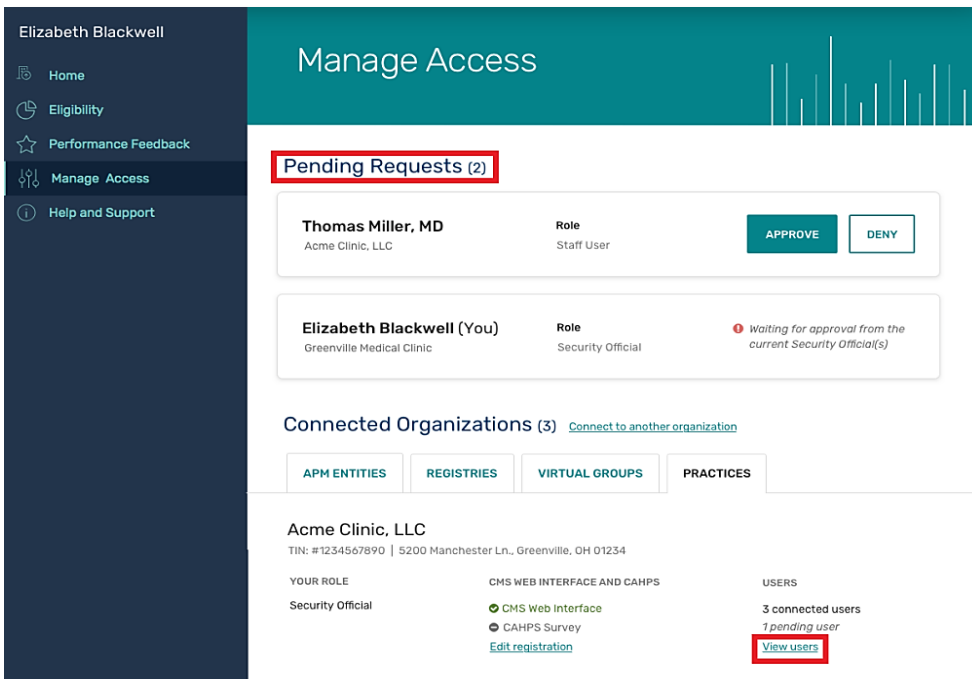 Elizabeth Blackwell
Home
Eligibility
Performance Feedback
Manage Access
Help and Support
Manage Access
Pending Requests (2)
Thomas Miller, MD
Acme Clinic, LLC
Role
Staff User
APPROVE
DENY
Elizabeth Blackwell (You)
Greenville Medical Clinic
Role
Security Official
Waiting for approval from the
current Security Official(s)
Connected Organizations (3) Connect to another organization
APM ENTITIES
REGISTRIES
VIRTUAL GROUPS
PRACTICES
Acme Clinic, LLC
TIN: #1234567890 | 5200 Manchester Ln., Greenville, OH 01234
YOUR ROLE
Security Official
CMS WEB INTERFACE AND CAHPS
CMS Web Interface
CAHPS Survey
Edit registration
USERS
3 connected users
1 pending user
View users